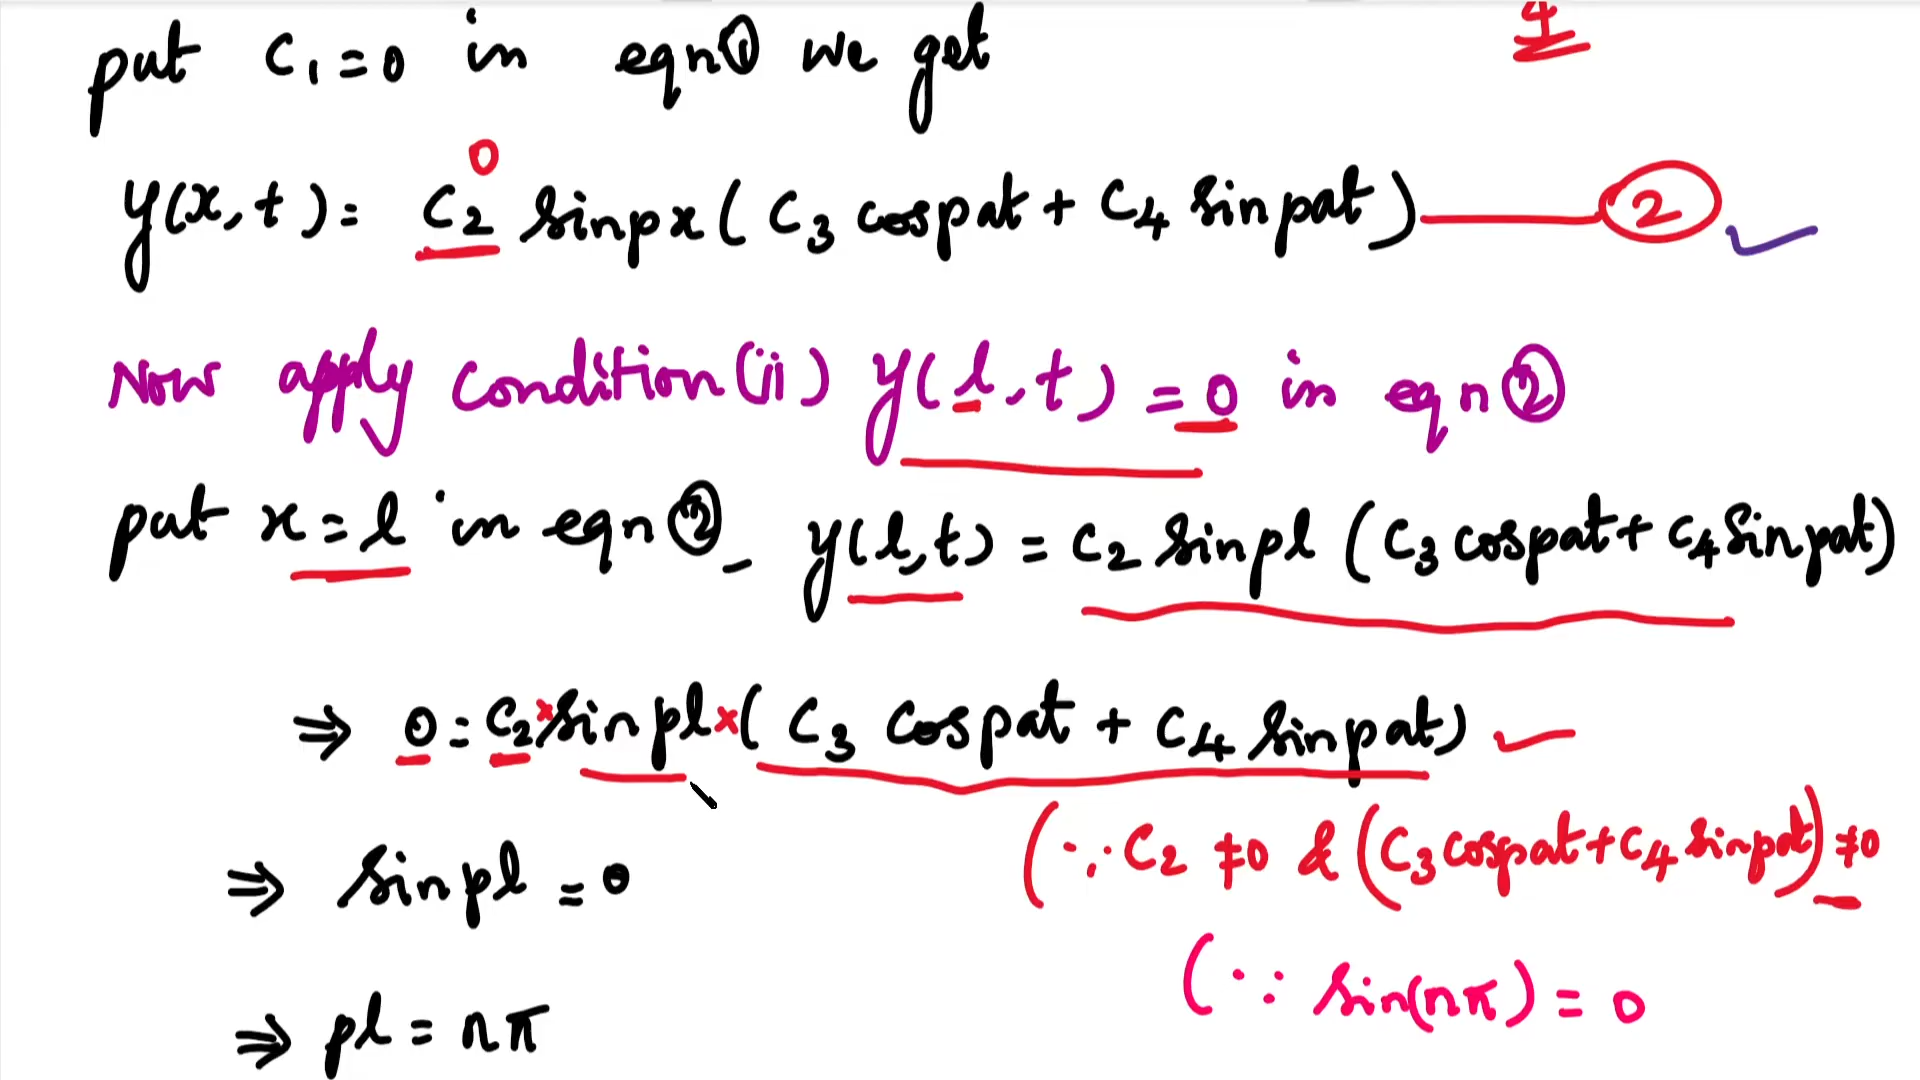 put C₁=0 in eqn① we get
4
0
y(x,t)= C₂ sinpx( C₃ cospat + C₄ sinpat) ②
Now apply condition(ii) y(l,t) = 0 in eqn②
put x=l in eqn② y(l,t) = C₂ sinpl (C₃ cospat + C₄ sinpat)
⇒ 0 = C₂ × sinpl × ( C₃ cospat + C₄ sinpat)
(∵ C₂ ≠0 & (C₃ cospat + C₄ sinpat) ≠0
⇒ sinpl = 0
(∵ sin(nπ) = 0
⇒ pl = nπ